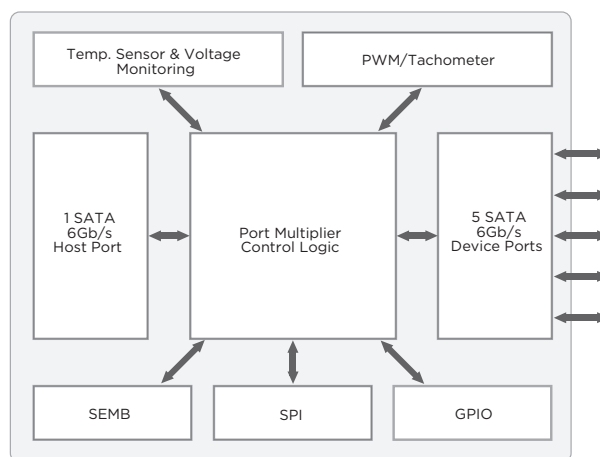 Temp. Sensor & Voltage
Monitoring
PWM/Tachometer
1 SATA
6Gb/s
Host Port
Port Multiplier
Control Logic
5 SATA
6Gb/s
Device Ports
SEMB
SPI
GPIO